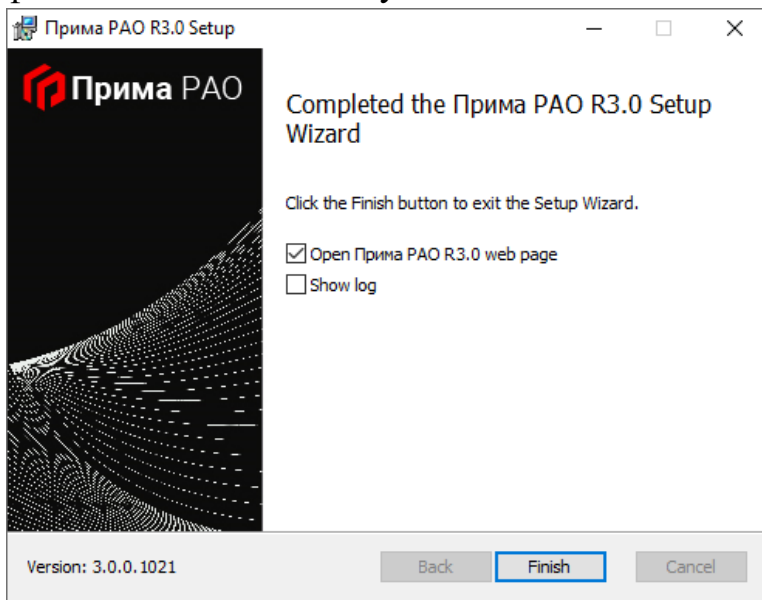 Прима РАО R3.0 Setup
Прима РАО
Completed the Прима РАО R3.0 Setup
Wizard
Click the Finish button to exit the Setup Wizard.
Open Прима РАО R3.0 web page
Show log
Version: 3.0.0.1021
Back
Finish
Cancel